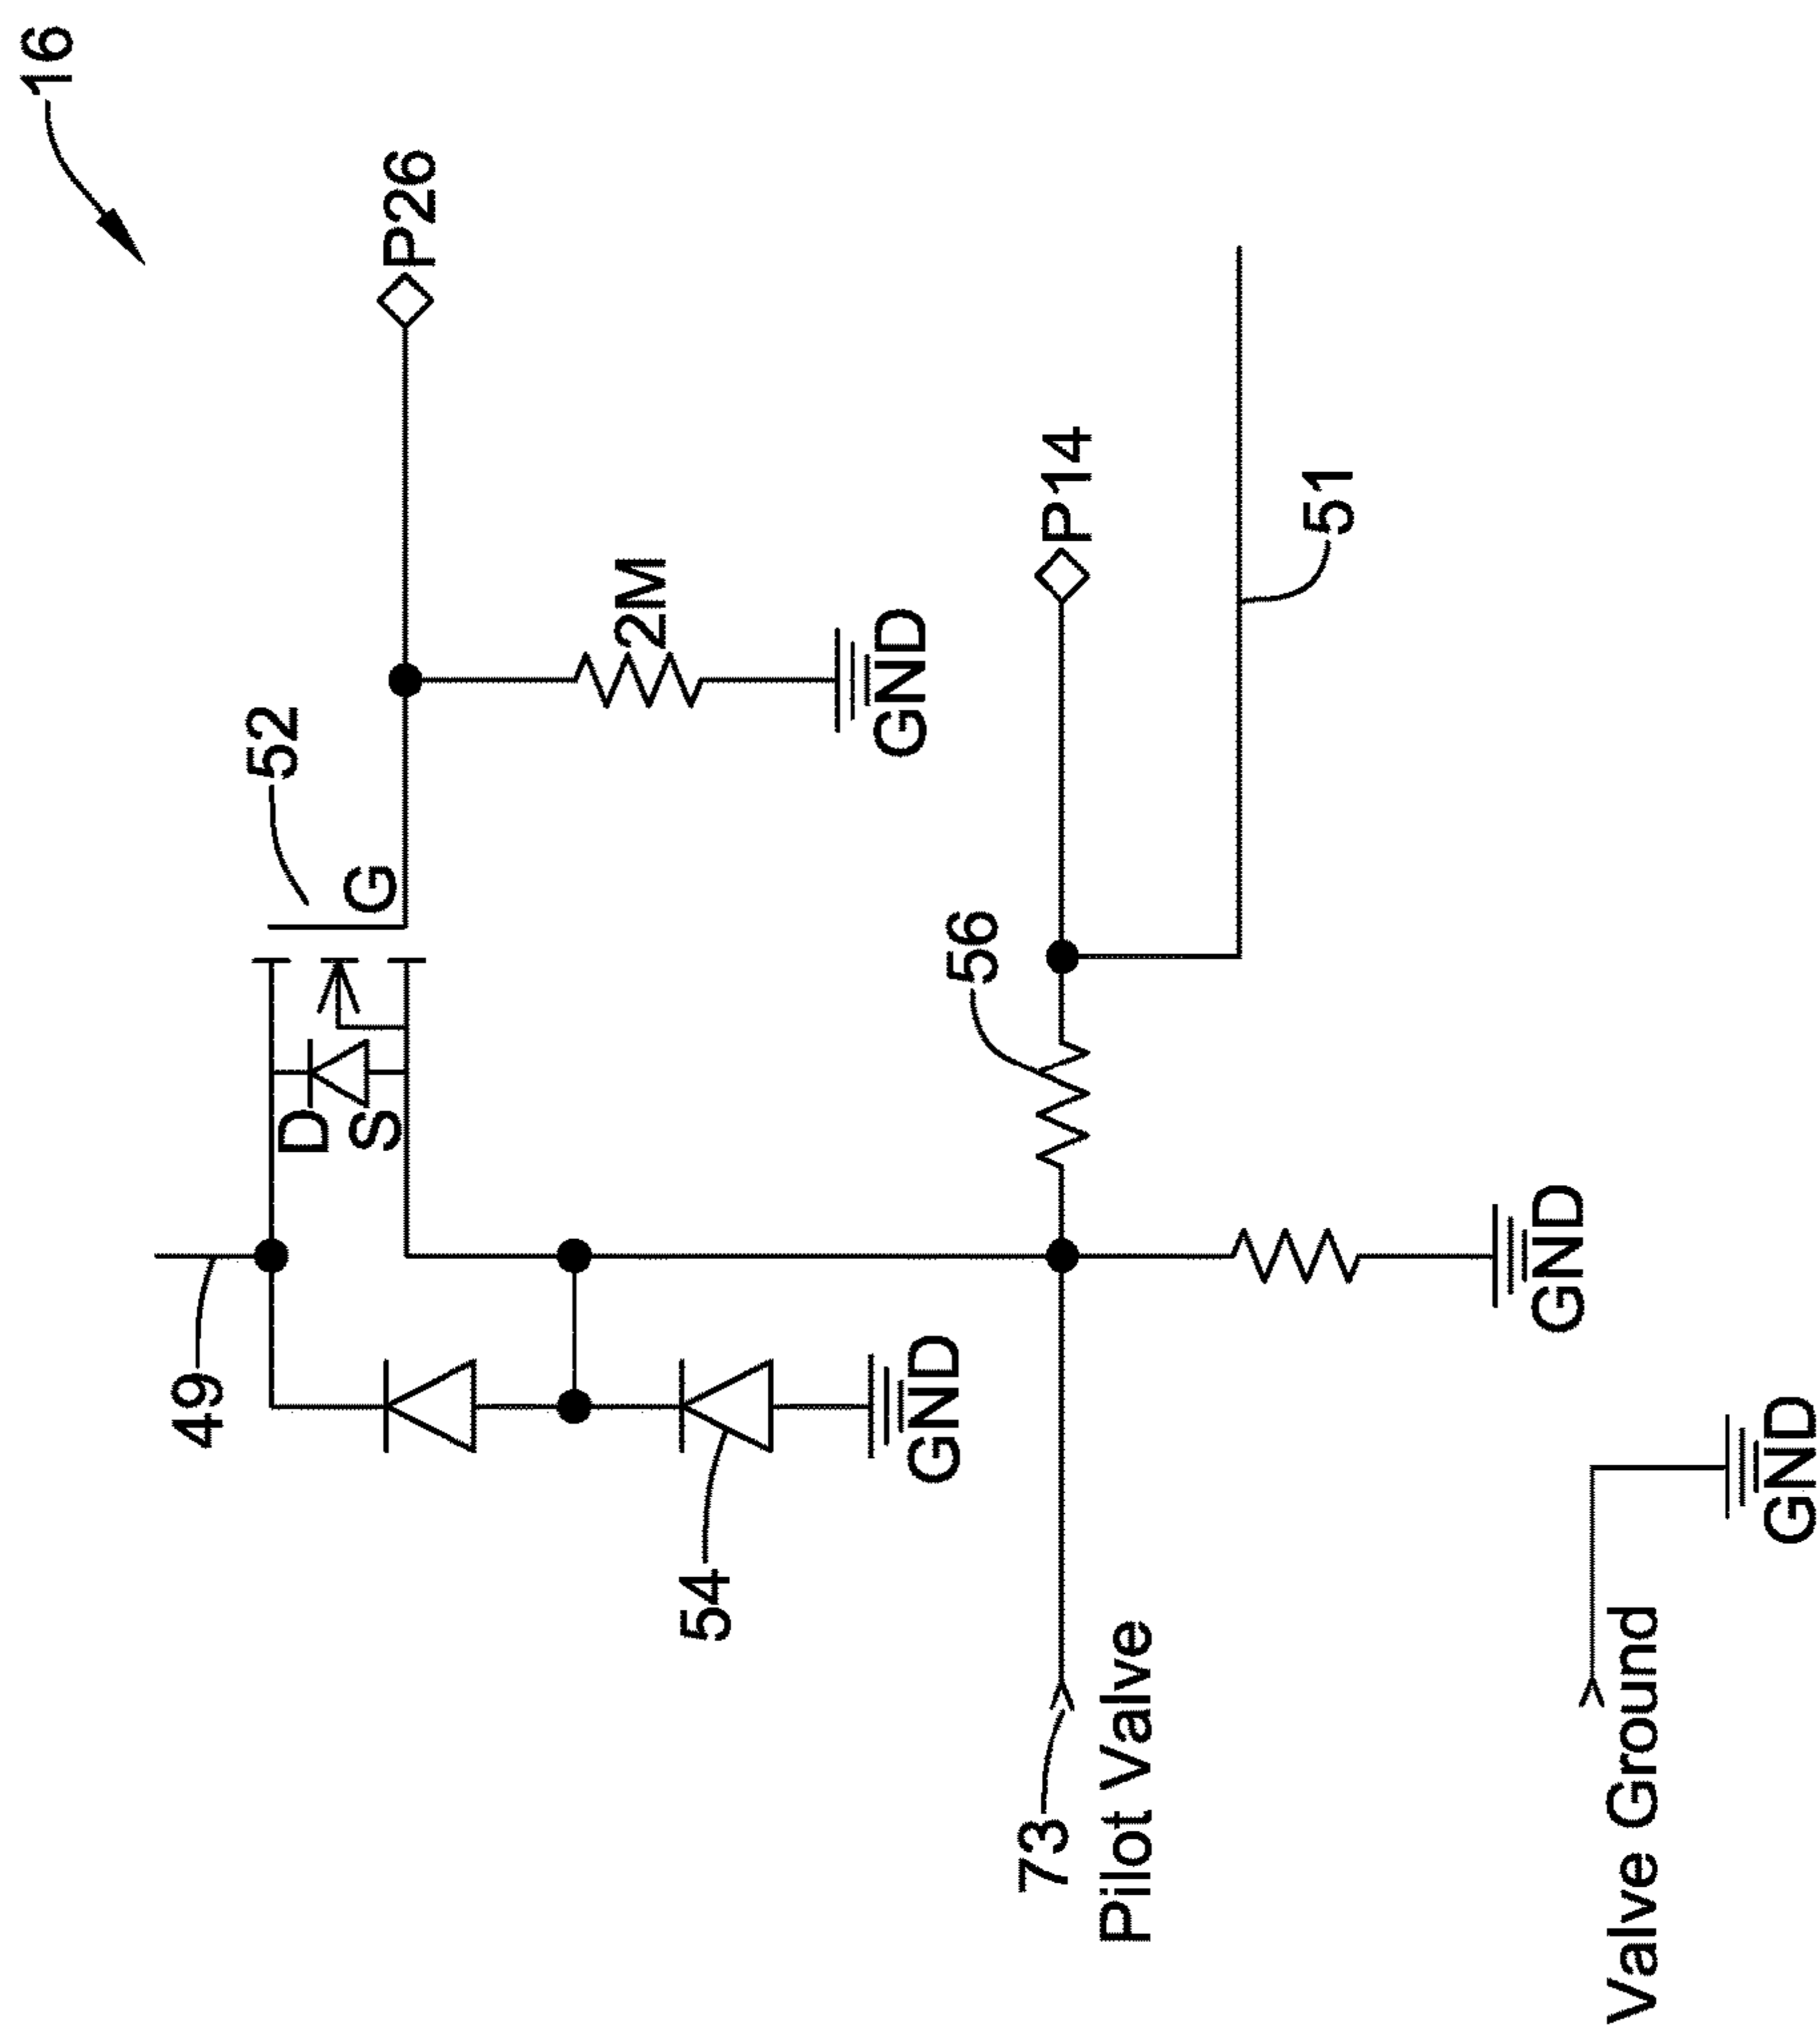 16
49
52
D
G
S
P26
2M
54
GND
GND
56
73
P14
Pilot Valve
51
GND
Valve Ground
GND